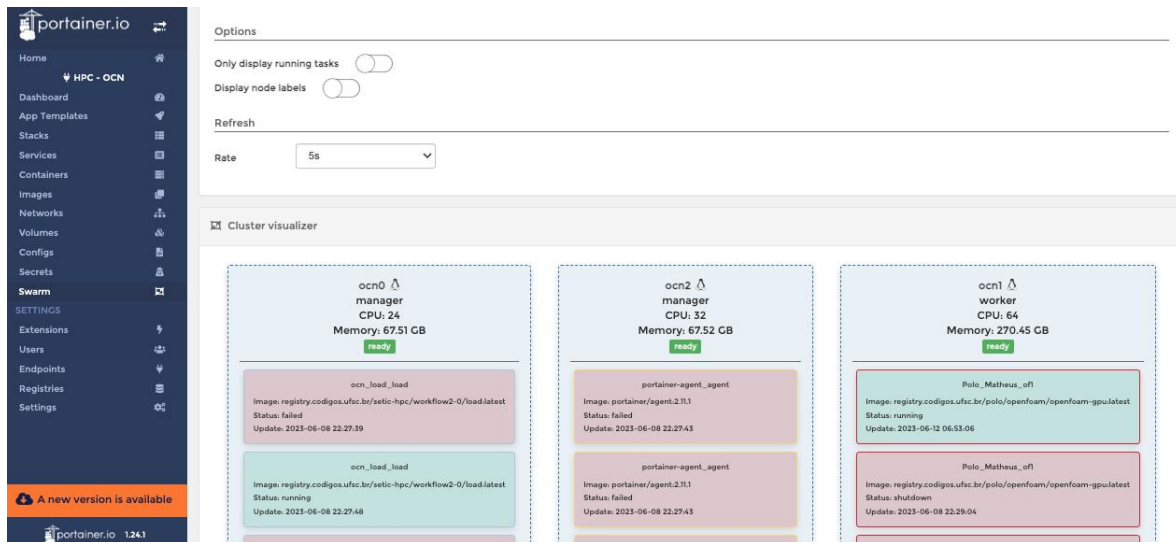 portainer.io
Home
HPC - OCN
Dashboard
App Templates
Stacks
Services
Containers
Images
Networks
Volumes
Configs
Secrets
Swarm
SETTINGS
Extensions
Users
Endpoints
Registries
Settings
A new version is available
portainer.io 1.24.1
Options
Only display running tasks
Display node labels
Refresh
Rate 5s
Cluster visualizer
ocn0
manager
CPU: 24
Memory: 67.51 GB
ready
ocn_load_load
Image: registry.codigos.ufsc.br/setic-hpc/workflow2-0/load:latest
Status: failed
Update: 2023-06-08 22:27:39
ocn_load_load
Image: registry.codigos.ufsc.br/setic-hpc/workflow2-0/load:latest
Status: running
Update: 2023-06-08 22:27:48
ocn2
manager
CPU: 32
Memory: 67.52 GB
ready
portainer-agent_agent
Image: portainer/agent:2.11.1
Status: failed
Update: 2023-06-08 22:27:43
portainer-agent_agent
Image: portainer/agent:2.11.1
Status: failed
Update: 2023-06-08 22:27:43
ocn1
worker
CPU: 64
Memory: 270.45 GB
ready
Polo_Matheus_of1
Image: registry.codigos.ufsc.br/polo/openfoam/openfoam-gpu:latest
Status: running
Update: 2023-06-12 06:53:06
Polo_Matheus_of1
Image: registry.codigos.ufsc.br/polo/openfoam/openfoam-gpu:latest
Status: shutdown
Update: 2023-06-08 22:29:04